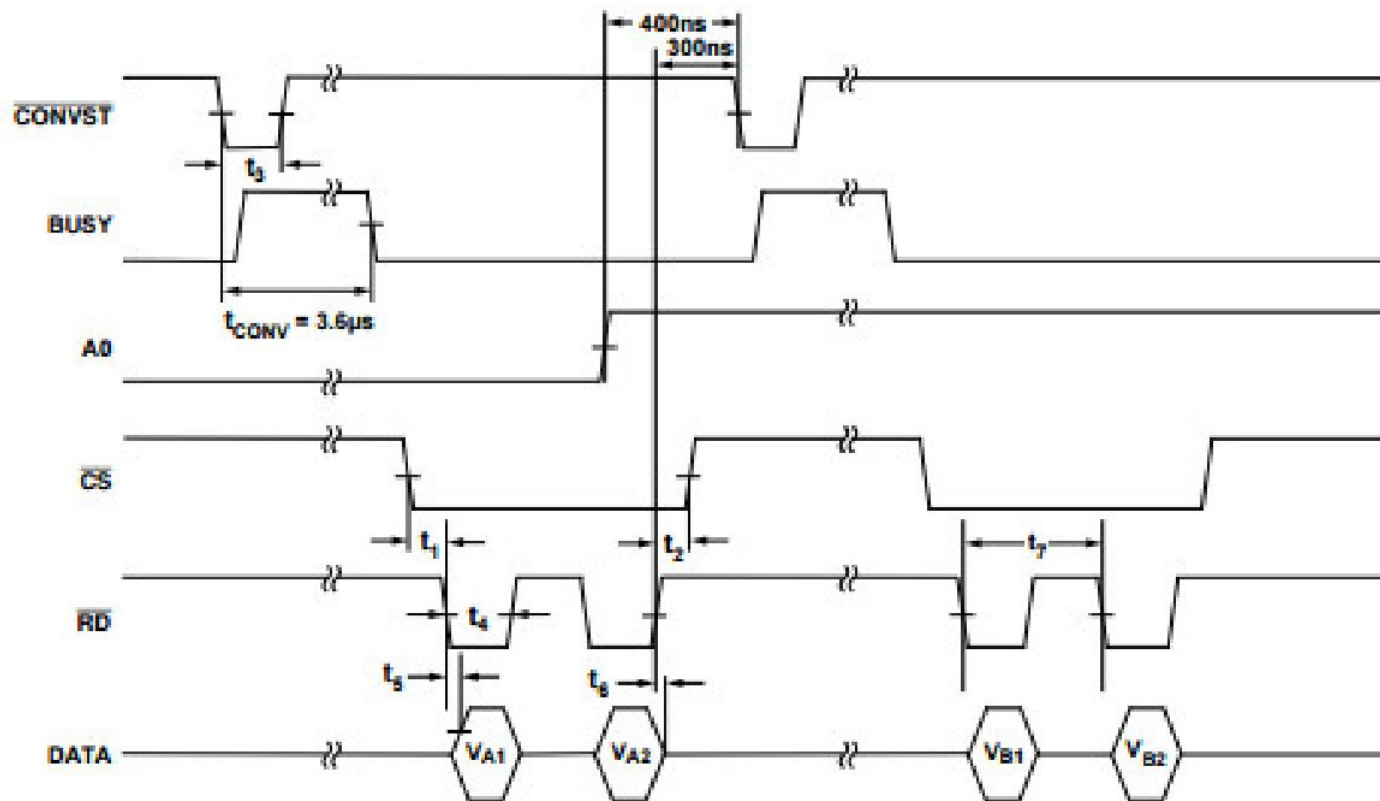 400ns
300ns
CONVST
t3
BUSY
tCONV = 3.6µs
A0
CS
t1
t2
t7
RD
t4
t5
t6
DATA
VA1
VA2
VB1
VB2